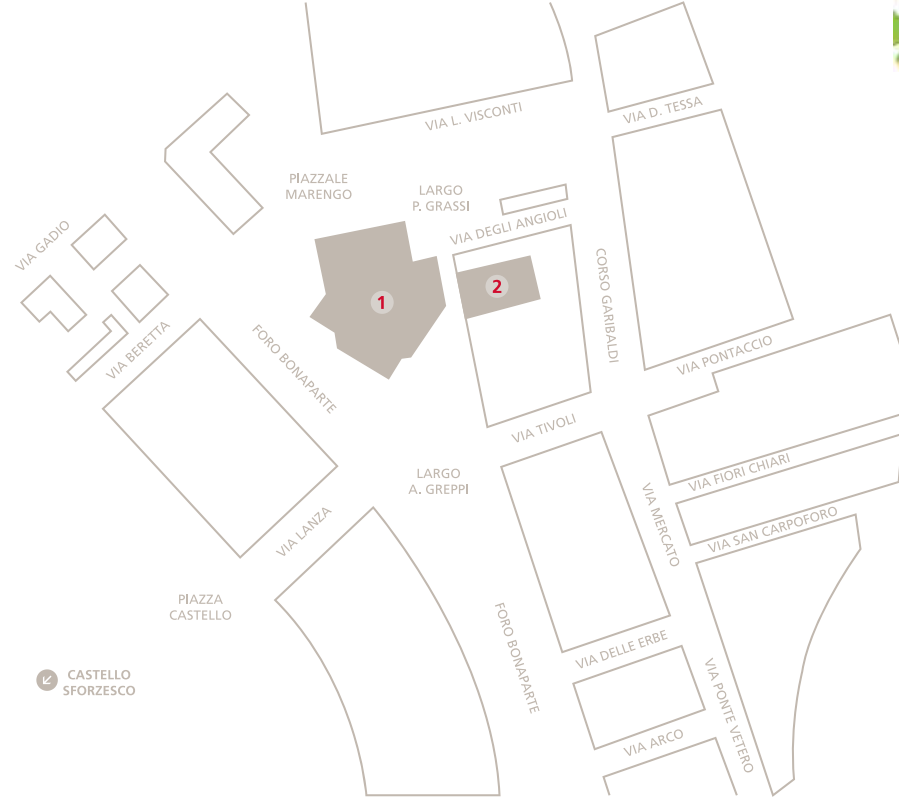 VIA L. VISCONTI
VIA D. TESSA
PIAZZALE
MARENGO
LARGO
P. GRASSI
VIA DEGLI ANGIOLI
VIA GADIO
1
2
CORSO GARIBALDI
VIA BERETTA
FORO BONAPARTE
VIA PONTACCIO
VIA TIVOLI
LARGO
A. GREPPI
VIA FIORI CHIARI
VIA MERCATO
VIA LANZA
VIA SAN CARPOFORO
PIAZZA
CASTELLO
FORO BONAPARTE
VIA DELLE ERBE
CASTELLO
SFORZESCO
VIA PONTE VETERO
VIA ARCO